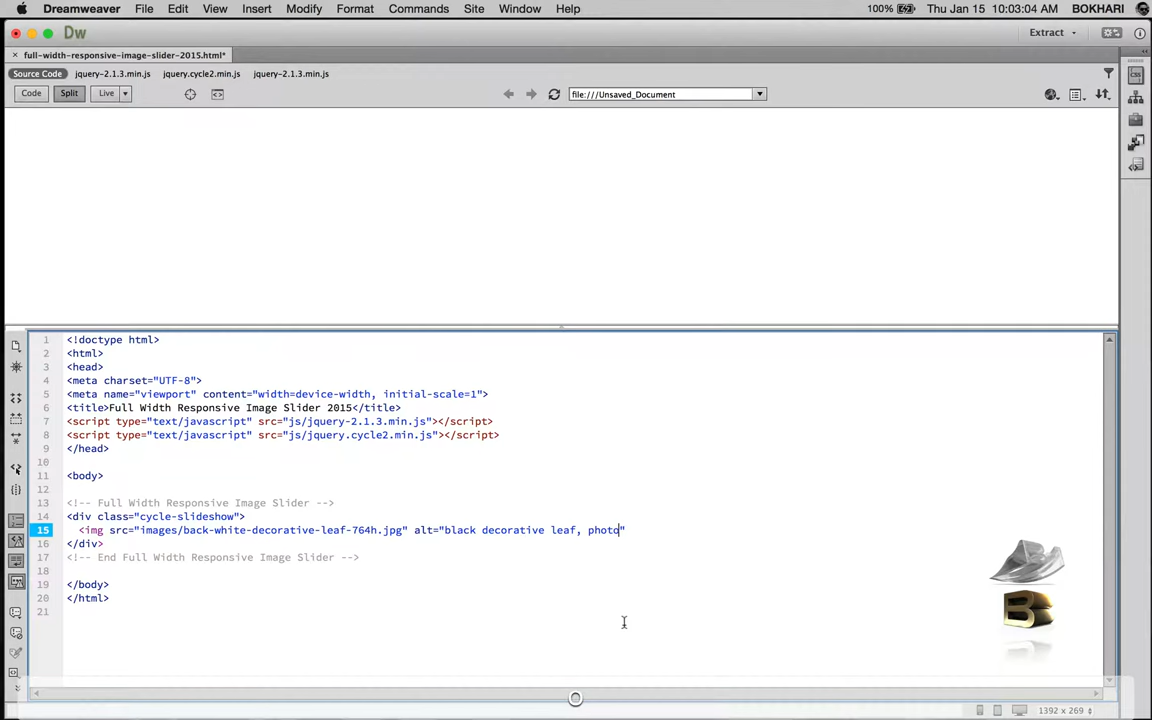 Dreamweaver File Edit View Insert Modify Format Commands Site Window Help 100% Thu Jan 15 10:03:04 AM BOKHARI
Dw Extract
full-width-responsive-image-slider-2015.html*
Source Code jquery-2.1.3.min.js jquery.cycle2.min.js jquery-2.1.3.min.js
Code Split Live file:///Unsaved_Document
1 <!doctype html>
2 <html>
3 <head>
4 <meta charset="UTF-8">
5 <meta name="viewport" content="width=device-width, initial-scale=1">
6 <title>Full Width Responsive Image Slider 2015</title>
7 <script type="text/javascript" src="js/jquery-2.1.3.min.js"></script>
8 <script type="text/javascript" src="js/jquery.cycle2.min.js"></script>
9 </head>
10
11 <body>
12
13 <!-- Full Width Responsive Image Slider -->
14 <div class="cycle-slideshow">
15 <img src="images/back-white-decorative-leaf-764h.jpg" alt="black decorative leaf, photo"
16 </div>
17 <!-- End Full Width Responsive Image Slider -->
18
19 </body>
20 </html>
21
B
1392 x 269